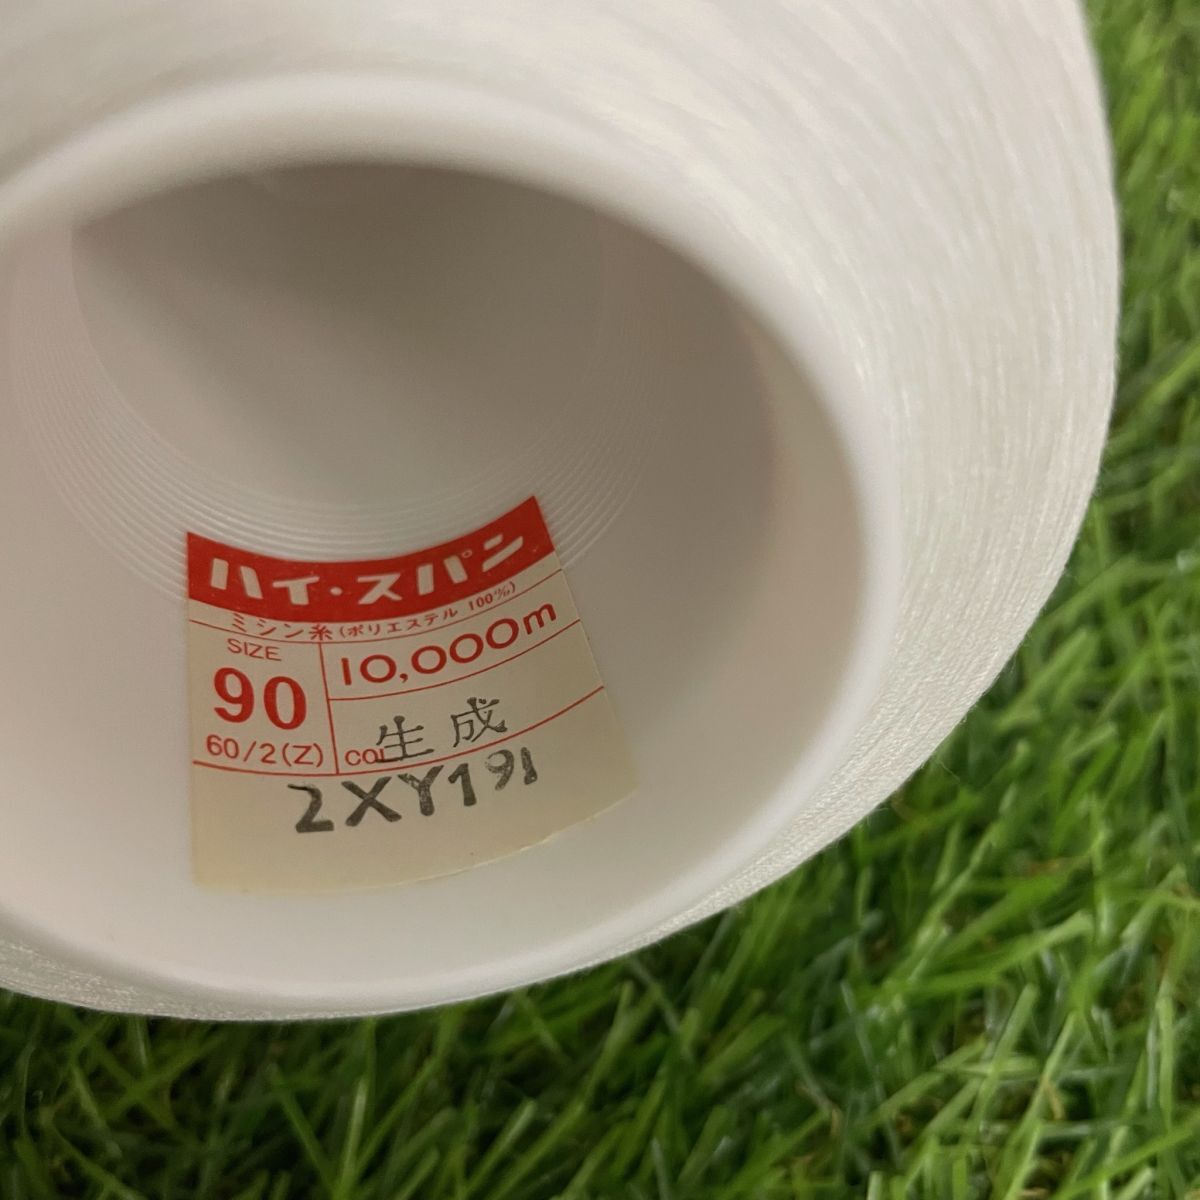 ハイ・スパン
ミシン糸(ポリエステル 100%)
SIZE
90
60/2(Z)
10,000m
COL 生成
2XY191